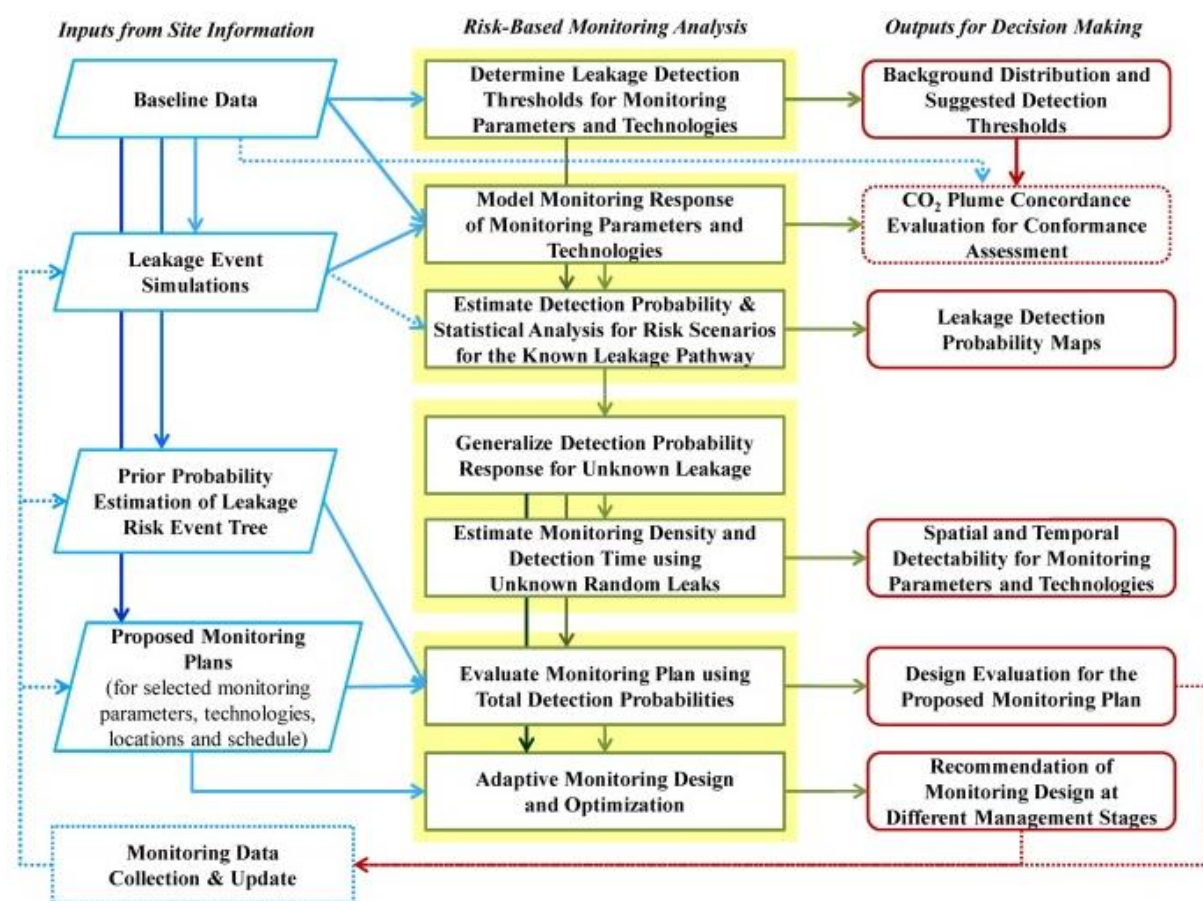 Inputs from Site Information
Risk-Based Monitoring Analysis
Outputs for Decision Making
Baseline Data
Determine Leakage Detection
Thresholds for Monitoring
Parameters and Technologies
Background Distribution and
Suggested Detection
Thresholds
Leakage Event
Simulations
Model Monitoring Response
of Monitoring Parameters and
Technologies
CO₂ Plume Concordance
Evaluation for Conformance
Assessment
Estimate Detection Probability &
Statistical Analysis for Risk Scenarios
for the Known Leakage Pathway
Leakage Detection
Probability Maps
Generalize Detection Probability
Response for Unknown Leakage
Prior Probability
Estimation of Leakage
Risk Event Tree
Estimate Monitoring Density and
Detection Time using
Unknown Random Leaks
Spatial and Temporal
Detectability for Monitoring
Parameters and Technologies
Proposed Monitoring
Plans
(for selected monitoring
parameters, technologies,
locations and schedule)
Evaluate Monitoring Plan using
Total Detection Probabilities
Design Evaluation for the
Proposed Monitoring Plan
Adaptive Monitoring Design
and Optimization
Recommendation of
Monitoring Design at
Different Management Stages
Monitoring Data
Collection & Update